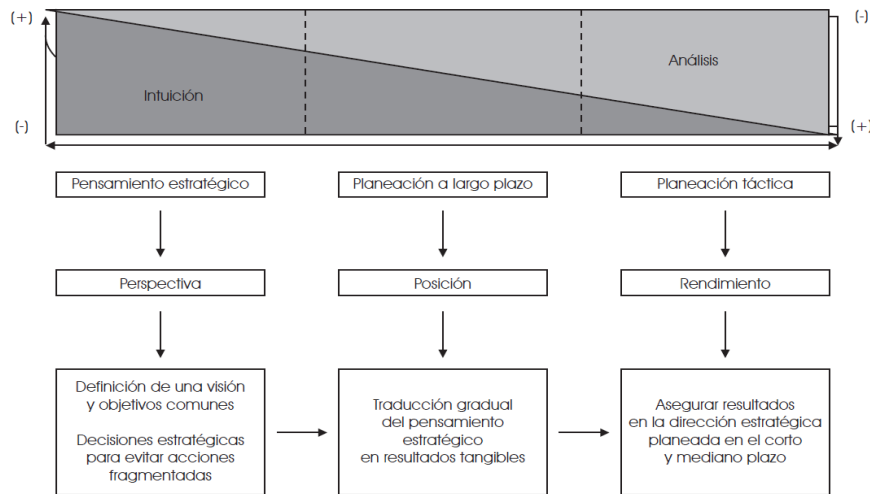 (+)
(-)
Análisis
Intuición
(-)
(+)
Pensamiento estratégico
Planeación a largo plazo
Planeación táctica
Perspectiva
Posición
Rendimiento
Definición de una visión
y objetivos comunes
Decisiones estratégicas
para evitar acciones
fragmentadas
Traducción gradual
del pensamiento
estratégico
en resultados tangibles
Asegurar resultados
en la dirección estratégica
planeada en el corto
y mediano plazo